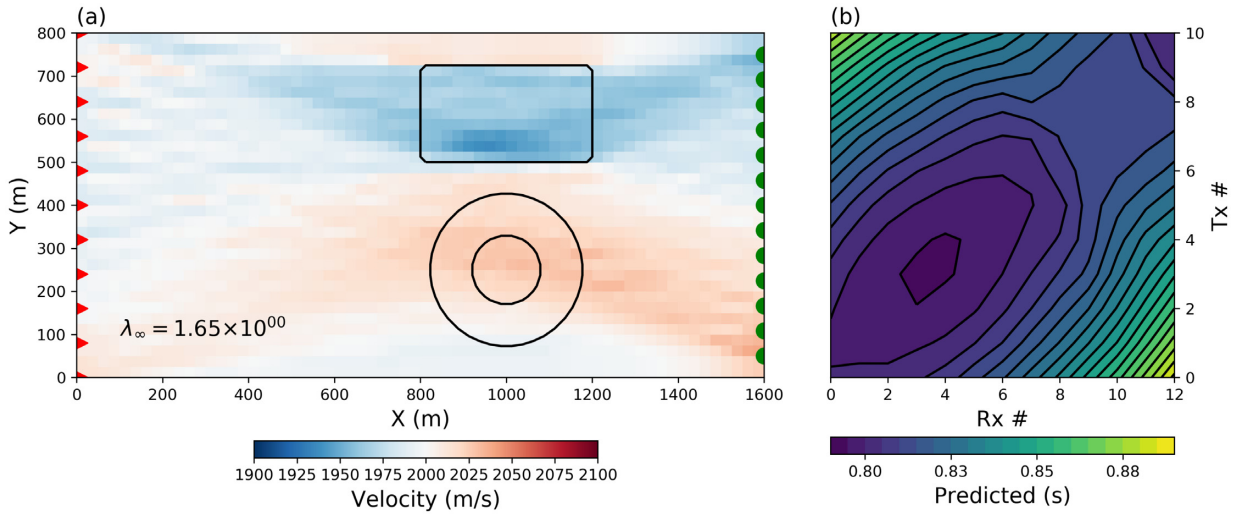 (a)
800
700
600
500
400
300
200
100
0
Y (m)
λ∞ = 1.65×10⁰⁰
0 200 400 600 800 1000 1200 1400 1600
X (m)
1900 1925 1950 1975 2000 2025 2050 2075 2100
Velocity (m/s)
(b)
10
8
6
4
2
0
Tx #
0 2 4 6 8 10 12
Rx #
0.80 0.83 0.85 0.88
Predicted (s)